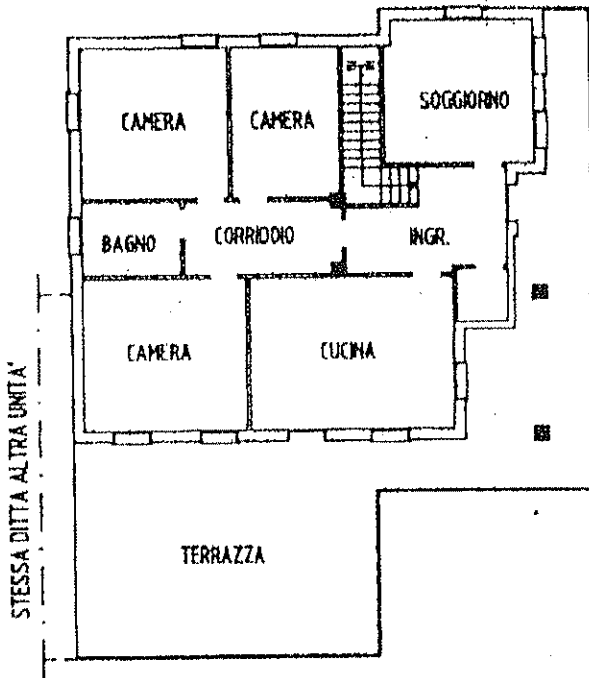 SOGGIORNO
CAMERA
CAMERA
BAGNO
CORRIDOIO
INGR.
CAMERA
CUCINA
STESSA DITTA ALTRA UNITA'
TERRAZZA